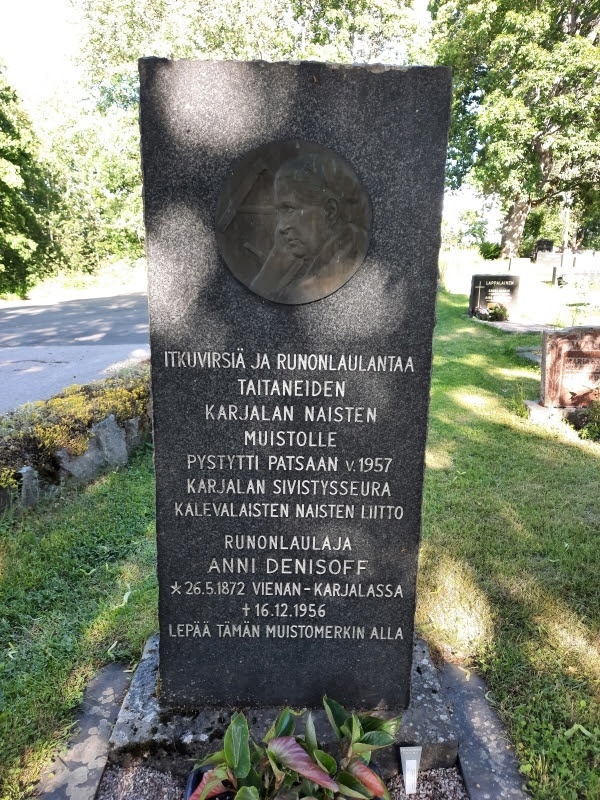 ITKUVIRSIÄ JA RUNONLAULANTAA
TAITANEIDEN
KARJALAN NAISTEN
MUISTOLLE
PYSTYTTI PATSAAN V.1957
KARJALAN SIVISTYSSEURA
KALEVALAISTEN NAISTEN LIITTO
RUNONLAULAJA
ANNI DENISOFF
★ 26.5.1872 VIENAN-KARJALASSA
† 16.12.1956
LEPÄÄ TÄMÄN MUISTOMERKIN ALLA
LAPPALAINEN